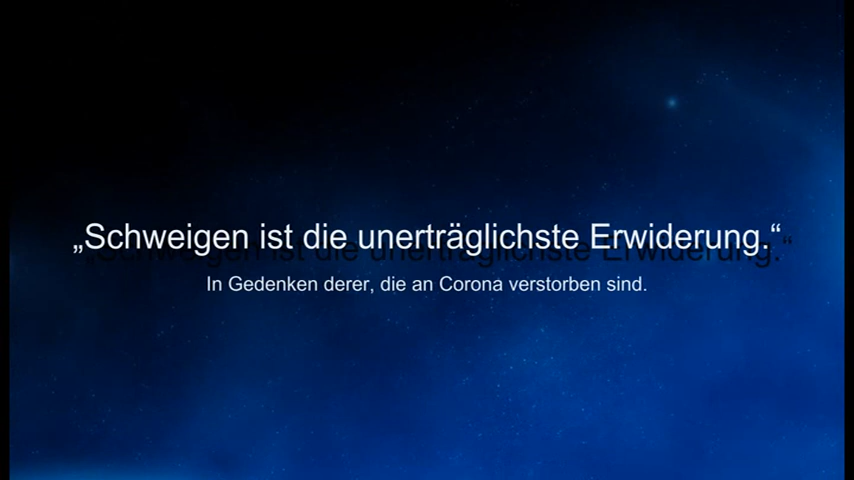 „Schweigen ist die unerträglichste Erwiderung.“
In Gedenken derer, die an Corona verstorben sind.